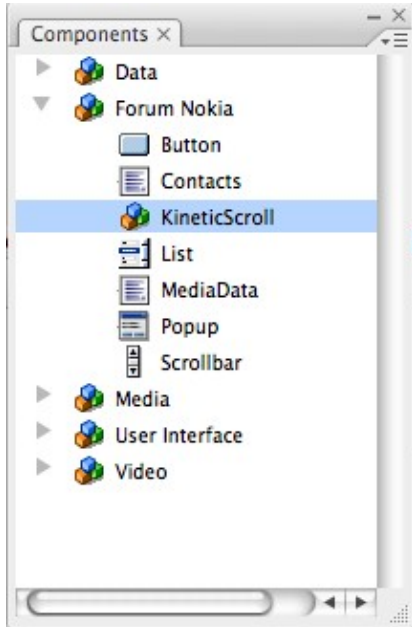 Components
Data
Forum Nokia
Button
Contacts
KineticScroll
List
MediaData
Popup
Scrollbar
Media
User Interface
Video